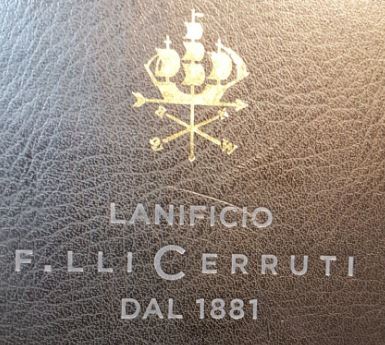 LANIFICIO
F.LLI CERRUTI
DAL 1881